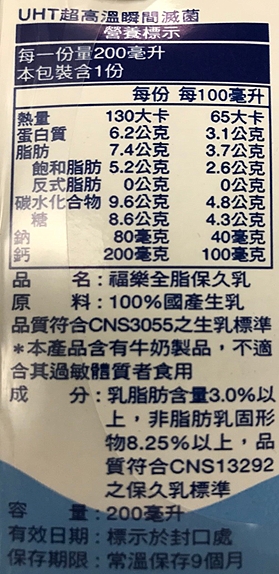 UHT超高溫瞬間滅菌
營養標示
每一份量200毫升
本包裝含1份
每份 每100毫升
熱量 130大卡 65大卡
蛋白質 6.2公克 3.1公克
脂肪 7.4公克 3.7公克
飽和脂肪 5.2公克 2.6公克
反式脂肪 0公克 0公克
碳水化合物 9.6公克 4.8公克
糖 8.6公克 4.3公克
鈉 80毫克 40毫克
鈣 200毫克 100毫克
品 名:福樂全脂保久乳
原 料:100%國產生乳
品質符合CNS3055之生乳標準
*本產品含有牛奶製品,不適
合其過敏體質者食用
成 分:乳脂肪含量3.0%以
上,非脂肪乳固形
物8.25%以上,品
質符合CNS13292
之保久乳標準
容 量:200毫升
有效日期:標示於封口處
保存期限:常溫保存9個月